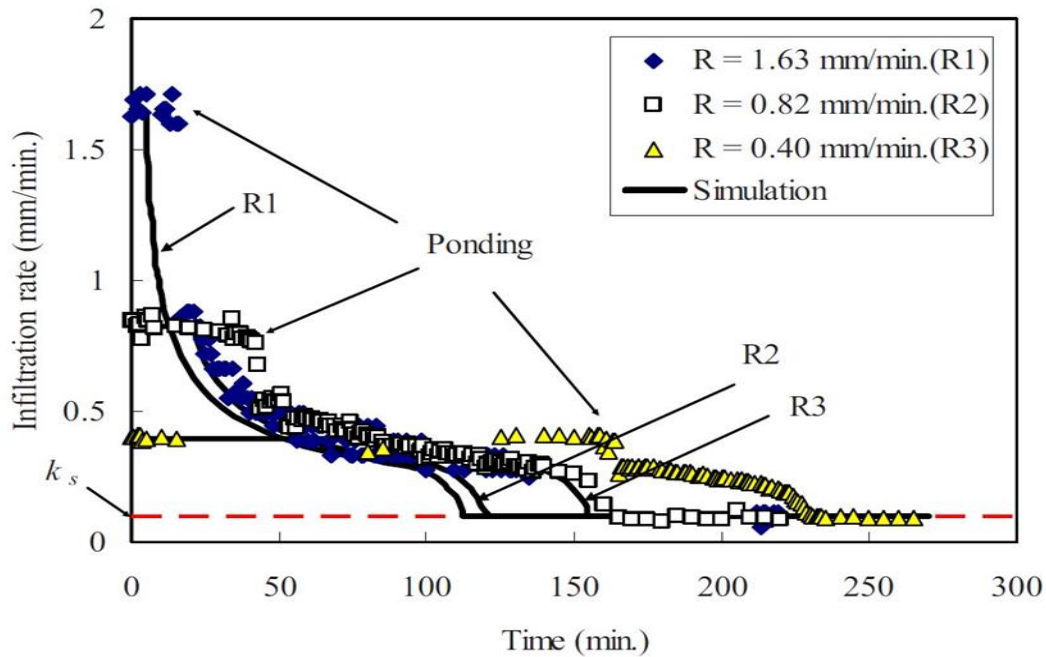 2
1.5
1
0.5
0
k s
Infiltration rate (mm/min.)
R = 1.63 mm/min.(R1)
R = 0.82 mm/min.(R2)
R = 0.40 mm/min.(R3)
Simulation
R1
Ponding
R2
R3
0 50 100 150 200 250 300
Time (min.)